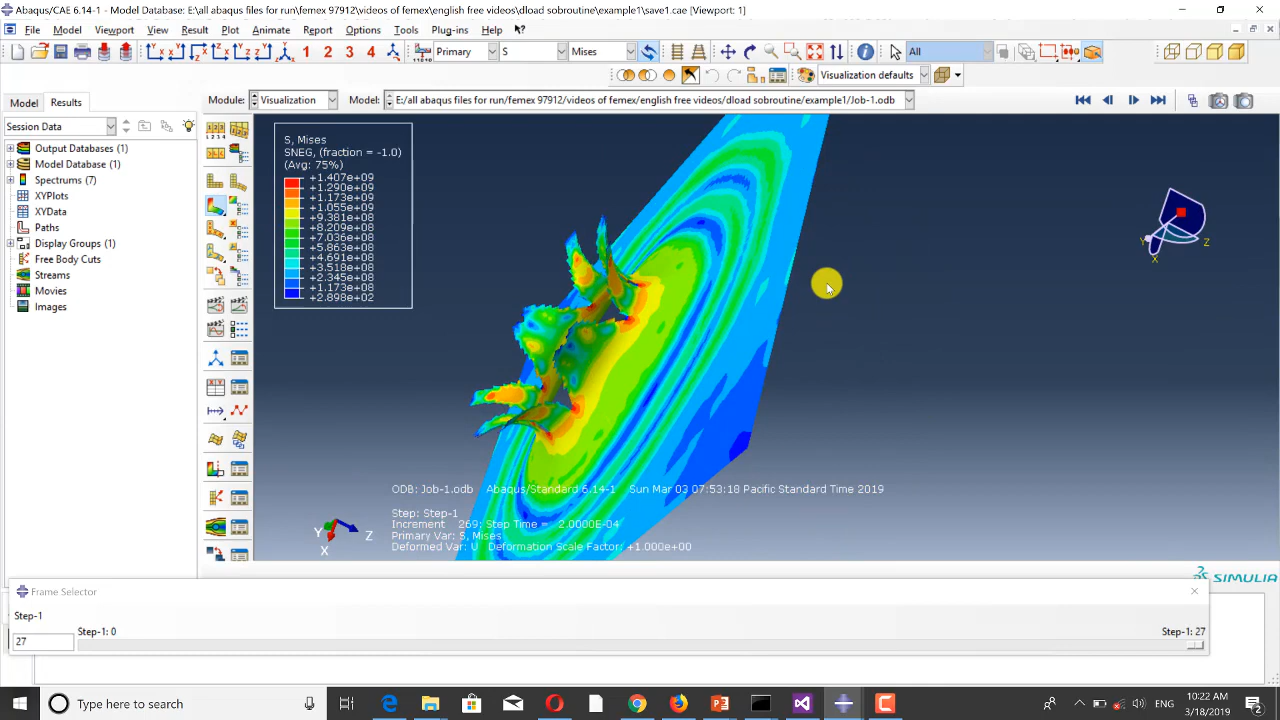 Abaqus/CAE 6.14-1 - Model Database: E:\all abaqus files for run\femex 97912\videos of femex\english free videos\dload sobroutine\example1\save1.cae [Viewport: 1]
File Model Viewport View Result Plot Animate Report Options Tools Plug-ins Help
1 2 3 4 Primary S Mises All
Visualization defaults
Model Results Module: Visualization Model: E:/all abaqus files for run/femex 97912/videos of femex/english free videos/dload sobroutine/example1/Job-1.odb
Session Data
Output Databases (1)
Model Database (1)
Spectrums (7)
XYPlots
XYData
Paths
Display Groups (1)
Free Body Cuts
Streams
Movies
Images
S, Mises
SNEG, (fraction = -1.0)
(Avg: 75%)
+1.407e+09
+1.290e+09
+1.173e+09
+1.055e+09
+9.381e+08
+8.209e+08
+7.036e+08
+5.863e+08
+4.691e+08
+3.518e+08
+2.345e+08
+1.173e+08
+2.898e+02
Y Z
X
ODB: Job-1.odb Abaqus/Standard 6.14-1 Sun Mar 03 07:53:18 Pacific Standard Time 2019
Step: Step-1
Increment 269: Step Time = 2.0000E-04
Primary Var: S, Mises
Deformed Var: U Deformation Scale Factor: +1.000e+00
Y Z
X
SIMULIA
Frame Selector
Step-1
Step-1: 0 Step-1: 27
27
Type here to search
ENG
10:22 AM
3/18/2019
2